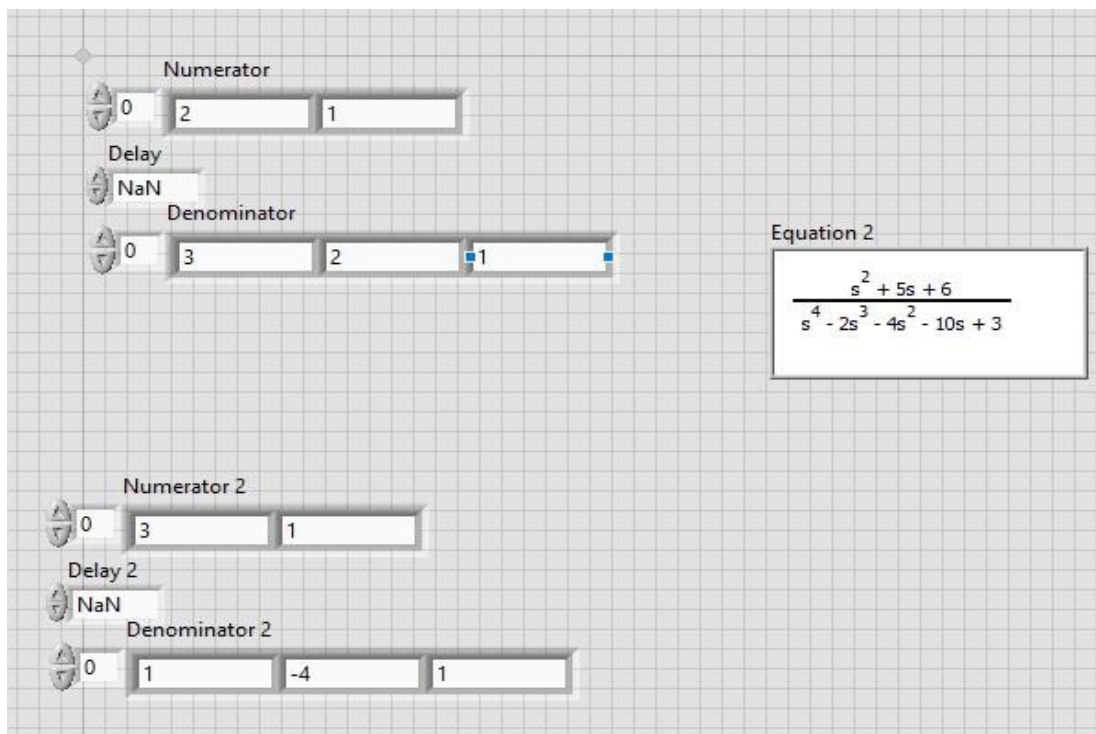 Numerator
0 2 1
Delay
NaN
Denominator
0 3 2 1
Equation 2
s² + 5s + 6
s⁴ - 2s³ - 4s² - 10s + 3
Numerator 2
0 3 1
Delay 2
NaN
Denominator 2
0 1 -4 1